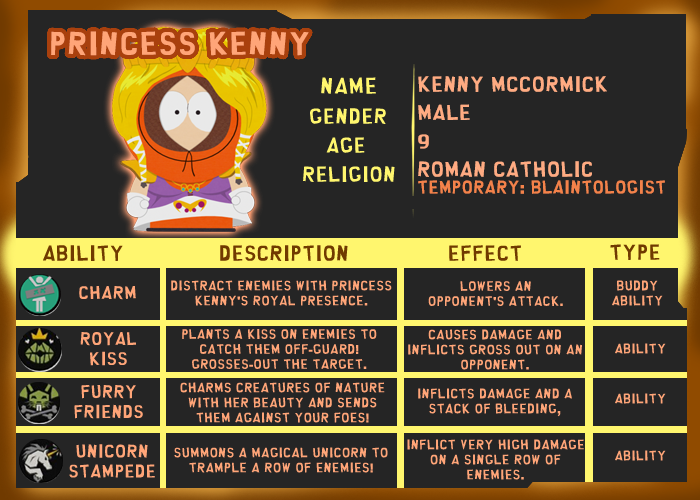 PRINCESS KENNY
NAME KENNY MCCORMICK
GENDER MALE
AGE 9
RELIGION ROMAN CATHOLIC
TEMPORARY: BLAINTOLOGIST
ABILITY DESCRIPTION EFFECT TYPE
CHARM
DISTRACT ENEMIES WITH PRINCESS
KENNY'S ROYAL PRESENCE.
LOWERS AN
OPPONENT'S ATTACK.
BUDDY
ABILITY
ROYAL
KISS
PLANTS A KISS ON ENEMIES TO
CATCH THEM OFF-GUARD!
GROSSES-OUT THE TARGET.
CAUSES DAMAGE AND
INFLICTS GROSS OUT ON AN
OPPONENT.
ABILITY
FURRY
FRIENDS
CHARMS CREATURES OF NATURE
WITH HER BEAUTY AND SENDS
THEM AGAINST YOUR FOES!
INFLICTS DAMAGE AND A
STACK OF BLEEDING,
ABILITY
UNICORN
STAMPEDE
SUMMONS A MAGICAL UNICORN TO
TRAMPLE A ROW OF ENEMIES!
INFLICT VERY HIGH DAMAGE
ON A SINGLE ROW OF
ENEMIES.
ABILITY